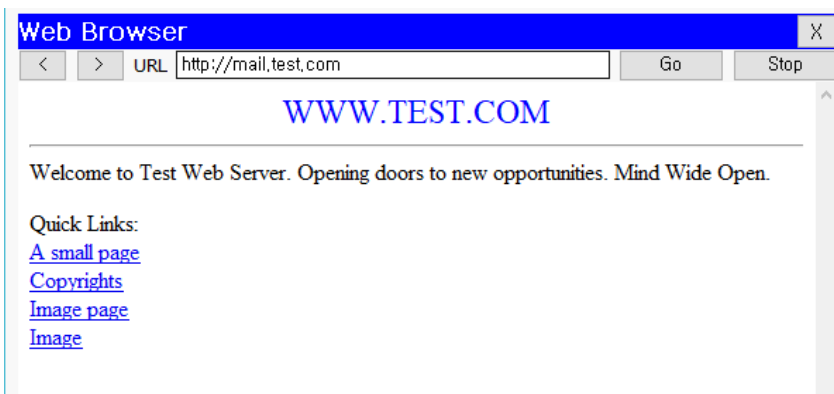 Web Browser X
< > URL http://mail.test.com Go Stop
WWW.TEST.COM
Welcome to Test Web Server. Opening doors to new opportunities. Mind Wide Open.
Quick Links:
A small page
Copyrights
Image page
Image